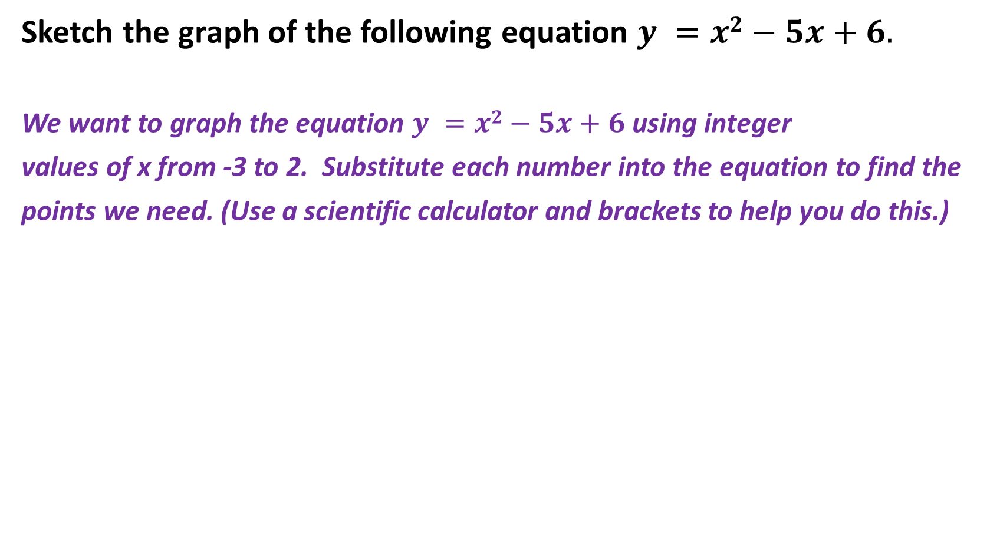 Sketch the graph of the following equation y = x² − 5x + 6.
We want to graph the equation y = x² − 5x + 6 using integer
values of x from -3 to 2. Substitute each number into the equation to find the
points we need. (Use a scientific calculator and brackets to help you do this.)